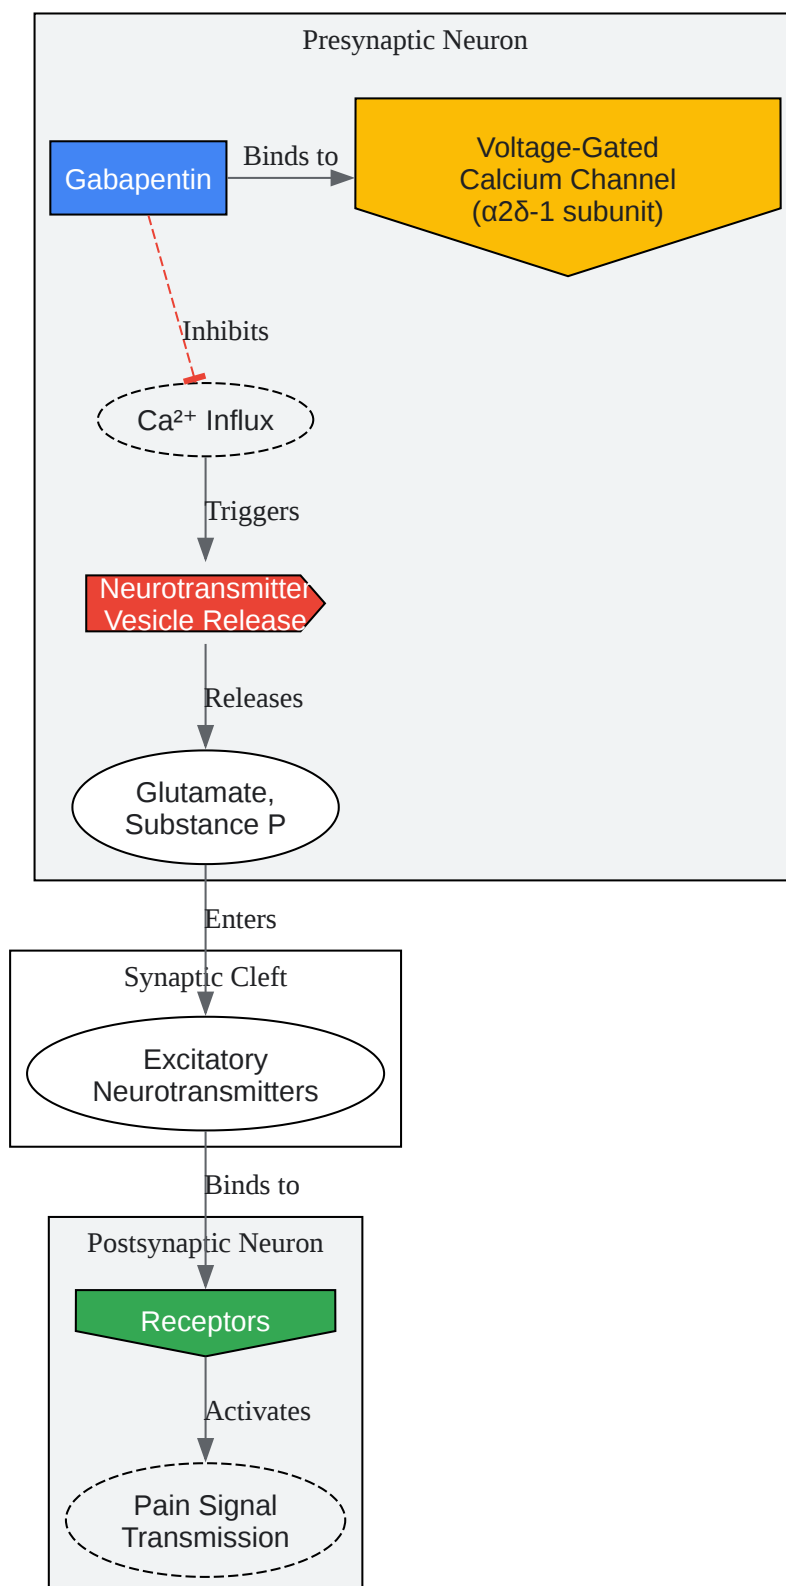 Presynaptic Neuron
Gabapentin
Binds to
Voltage-Gated
Calcium Channel
(α2δ-1 subunit)
Inhibits
Ca²⁺ Influx
Triggers
Neurotransmitter
Vesicle Release
Releases
Glutamate,
Substance P
Enters
Synaptic Cleft
Excitatory
Neurotransmitters
Binds to
Postsynaptic Neuron
Receptors
Activates
Pain Signal
Transmission